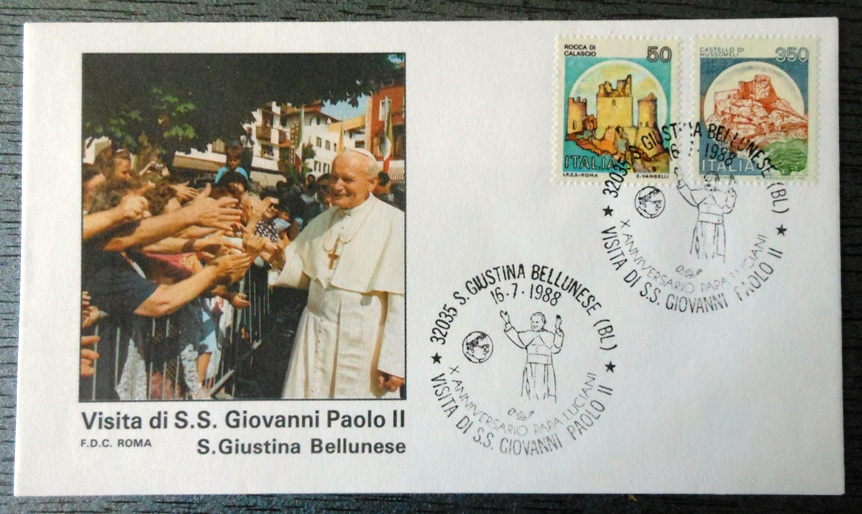 ROCCA DI
CALASCIO
50
ITALIA
I.P.Z.S.-ROMA E. VANGELLI
CASTELLO DI
MUSSOMELI
350
ITALIA
32035 S. GIUSTINA BELLUNESE (BL)
16-7-1988
X ANNIVERSARIO PAPA LUCIANI
★ VISITA DI S.S. GIOVANNI PAOLO II ★
32035 S. GIUSTINA BELLUNESE (BL)
16-7-1988
X ANNIVERSARIO PAPA LUCIANI
★ VISITA DI S.S. GIOVANNI PAOLO II ★
Visita di S.S. Giovanni Paolo II
F.D.C. ROMA
S.Giustina Bellunese